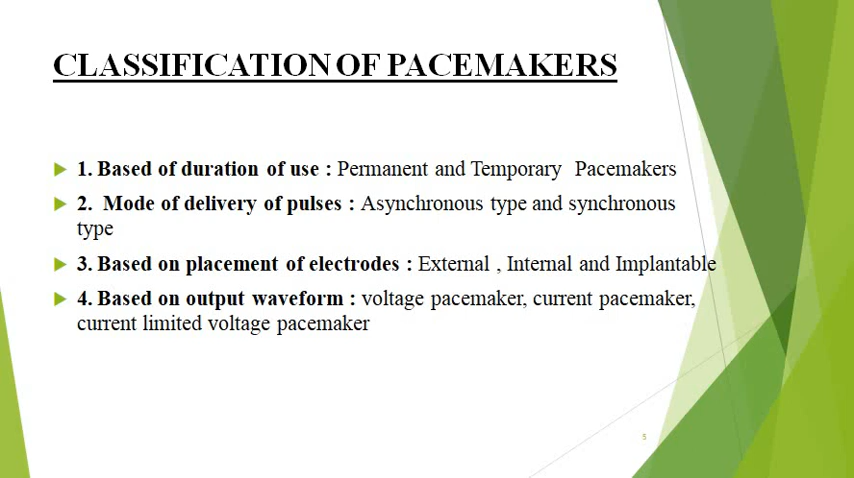 CLASSIFICATION OF PACEMAKERS
1. Based of duration of use : Permanent and Temporary Pacemakers
2. Mode of delivery of pulses : Asynchronous type and synchronous
type
3. Based on placement of electrodes : External , Internal and Implantable
4. Based on output waveform : voltage pacemaker, current pacemaker,
current limited voltage pacemaker
5